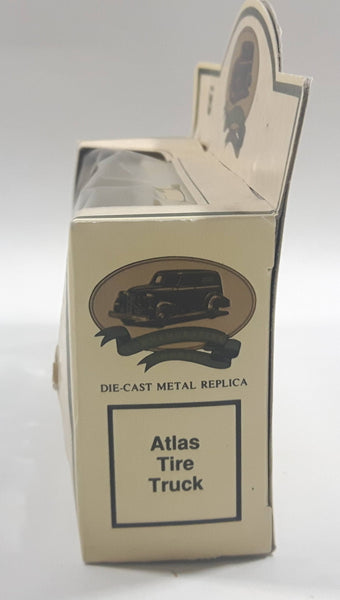 DIE-CAST METAL REPLICA
Atlas
Tire
Truck